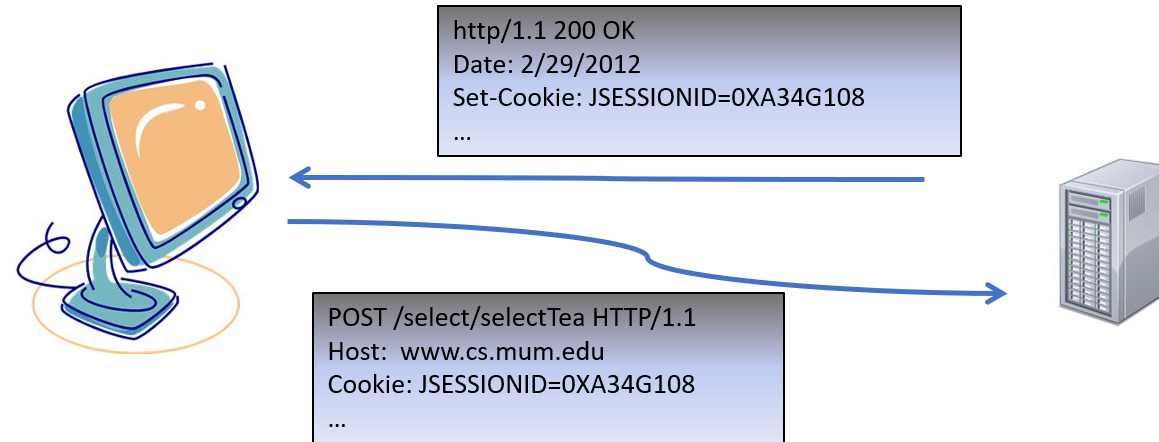 http/1.1 200 OK
Date: 2/29/2012
Set-Cookie: JSESSIONID=0XA34G108
...
POST /select/selectTea HTTP/1.1
Host:  www.cs.mum.edu
Cookie: JSESSIONID=0XA34G108
...